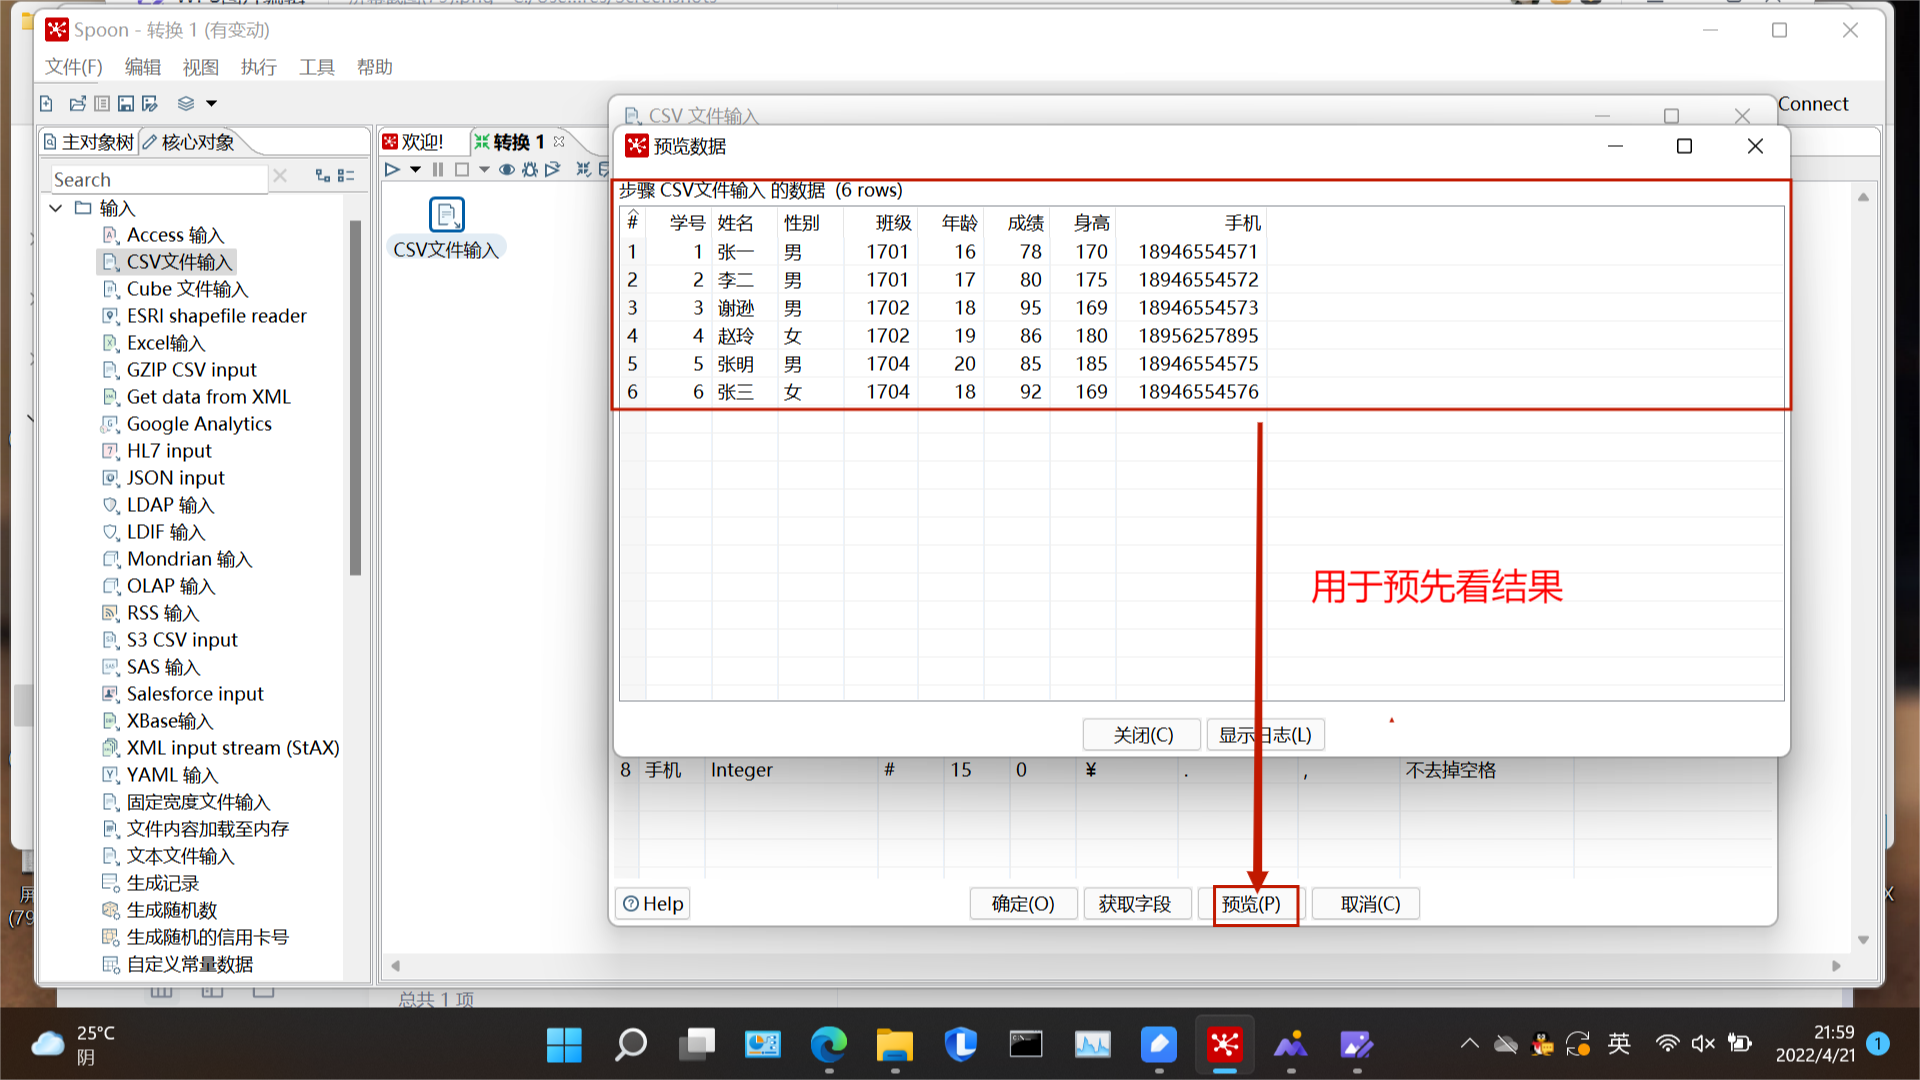 Spoon - 转换 1 (有变动)
文件(F) 编辑 视图 执行 工具 帮助
Connect
主对象树 核心对象
欢迎! 转换 1
Search
输入
Access 输入
CSV文件输入
Cube 文件输入
ESRI shapefile reader
Excel输入
GZIP CSV input
Get data from XML
Google Analytics
HL7 input
JSON input
LDAP 输入
LDIF 输入
Mondrian 输入
OLAP 输入
RSS 输入
S3 CSV input
SAS 输入
Salesforce input
XBase输入
XML input stream (StAX)
YAML 输入
固定宽度文件输入
文件内容加载至内存
文本文件输入
生成记录
生成随机数
生成随机的信用卡号
自定义常量数据
CSV文件输入
CSV 文件输入
预览数据
步骤 CSV文件输入 的数据 (6 rows)
# 学号 姓名 性别 班级 年龄 成绩 身高 手机
1 1 张一 男 1701 16 78 170 18946554571
2 2 李二 男 1701 17 80 175 18946554572
3 3 谢逊 男 1702 18 95 169 18946554573
4 4 赵玲 女 1702 19 86 180 18956257895
5 5 张明 男 1704 20 85 185 18946554575
6 6 张三 女 1704 18 92 169 18946554576
用于预先看结果
关闭(C) 显示日志(L)
8 手机 Integer # 15 0 ¥ . , 不去掉空格
Help 确定(O) 获取字段 预览(P) 取消(C)
总共 1 项
25°C
阴
英
21:59
2022/4/21
1